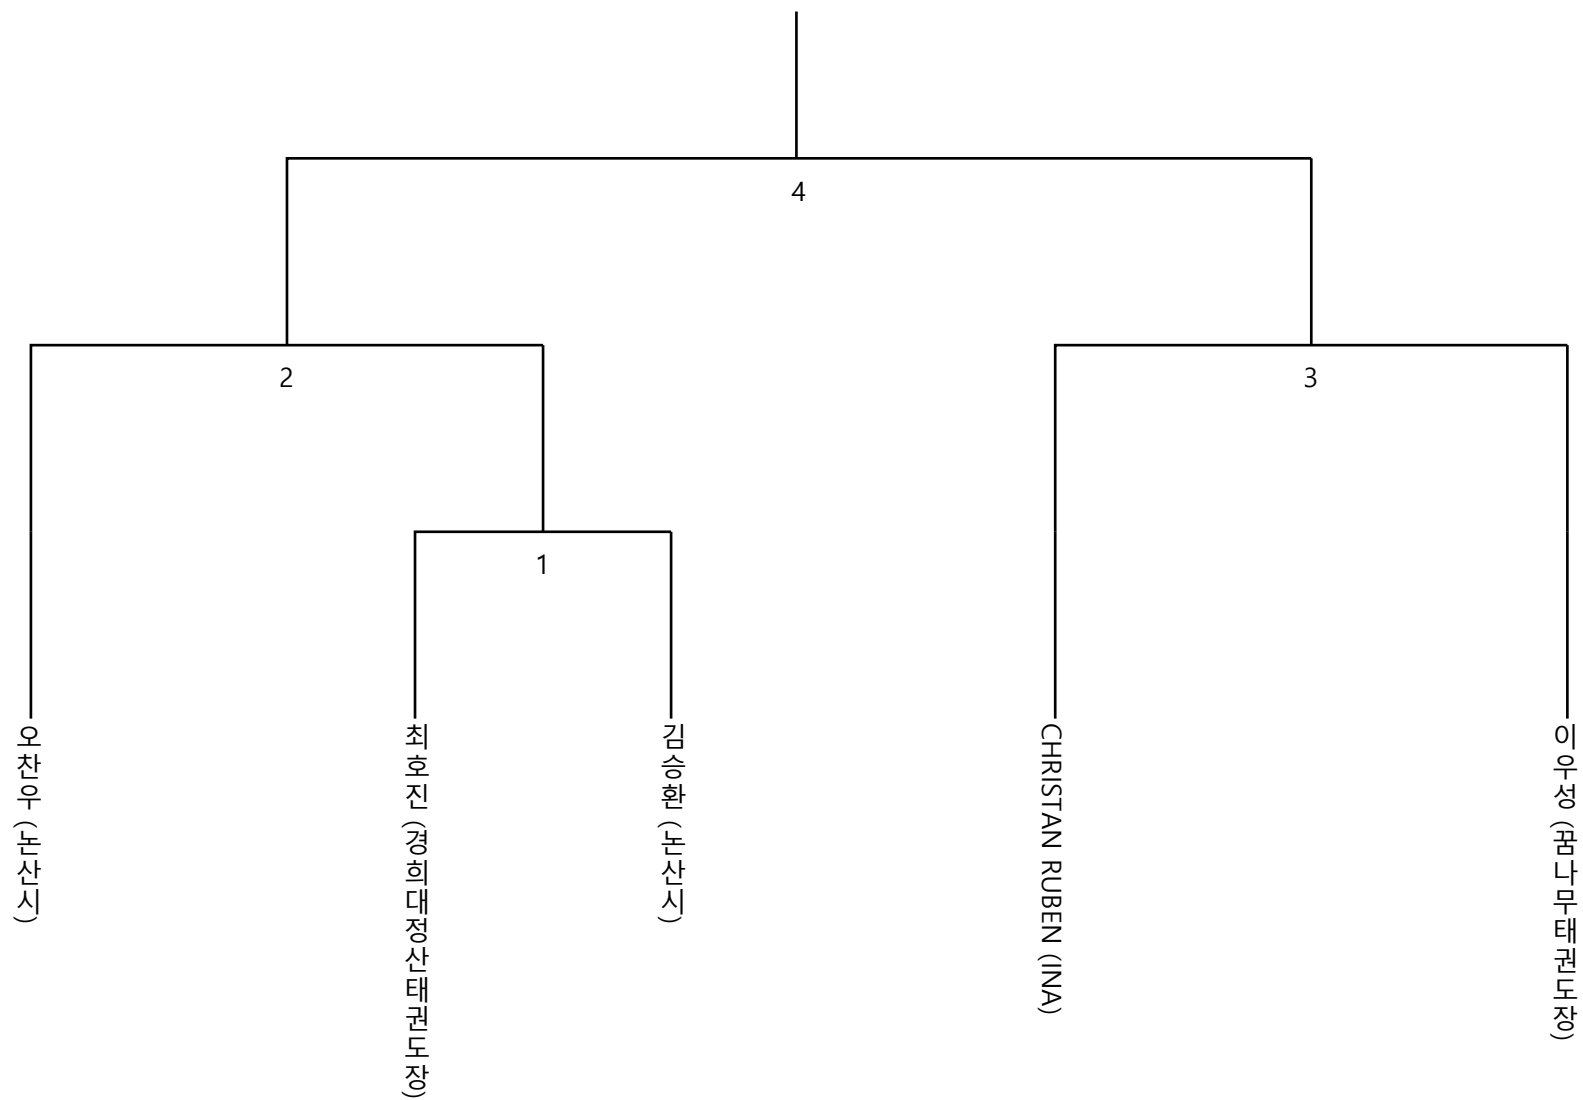 4
2
3
1
오찬우 (논산시)
최호진 (경희대정산태권도장)
김승환 (논산시)
CHRISTAN RUBEN (INA)
이우성 (꿈나무태권도장)